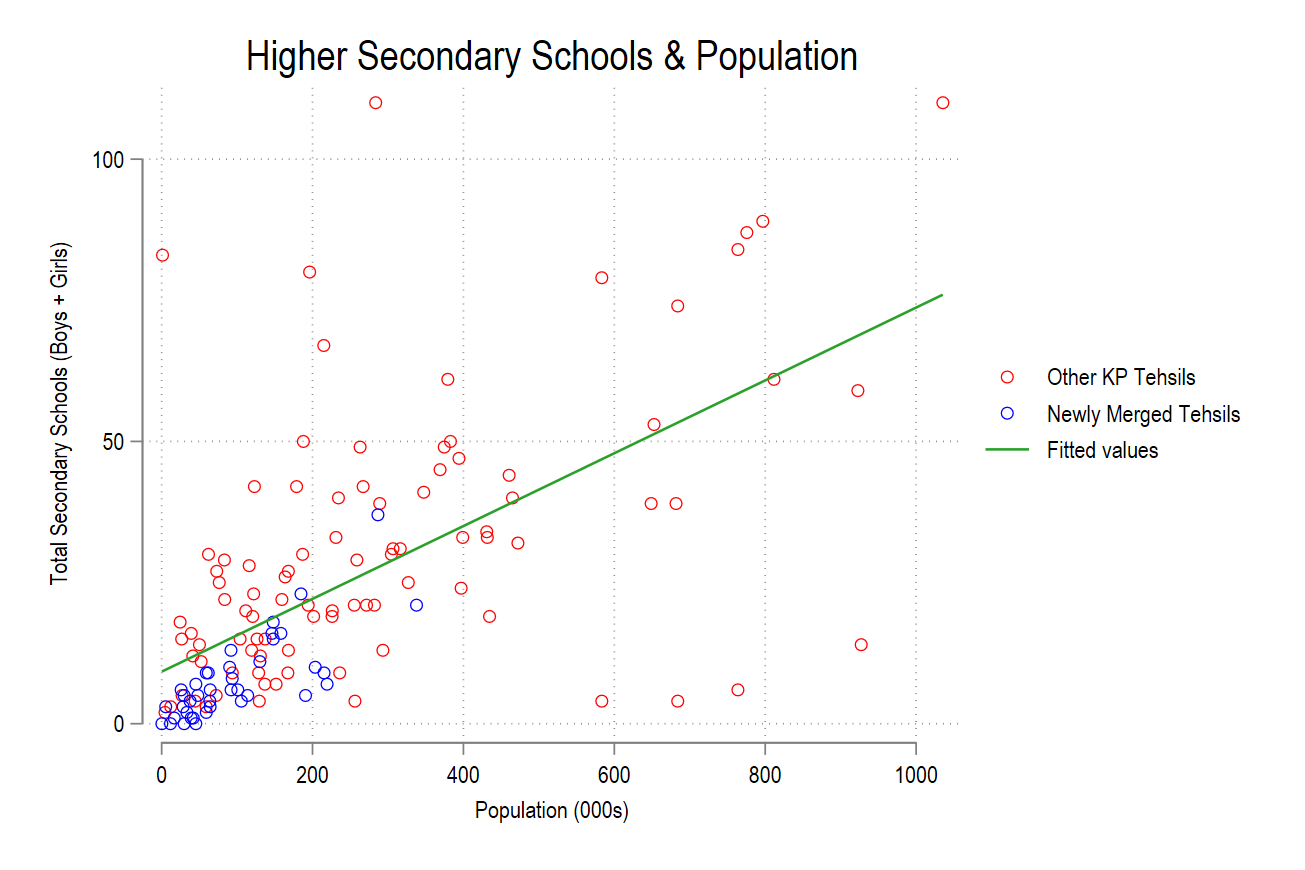 Higher Secondary Schools & Population
Total Secondary Schools (Boys + Girls)
100
50
0
0 200 400 600 800 1000
Population (000s)
Other KP Tehsils
Newly Merged Tehsils
Fitted values